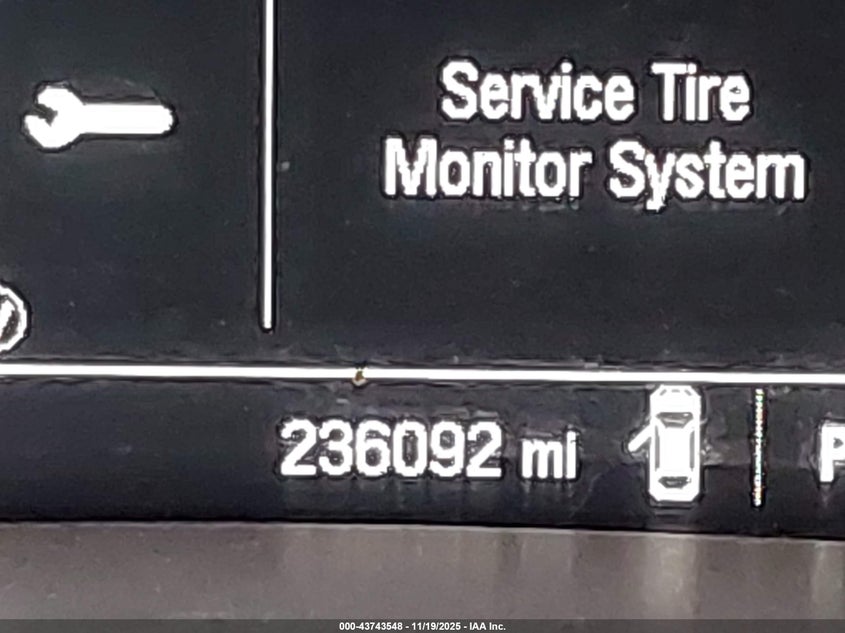 Service Tire
Monitor System
236092 mi
P
000-43743548 - 11/19/2025 - IAA Inc.